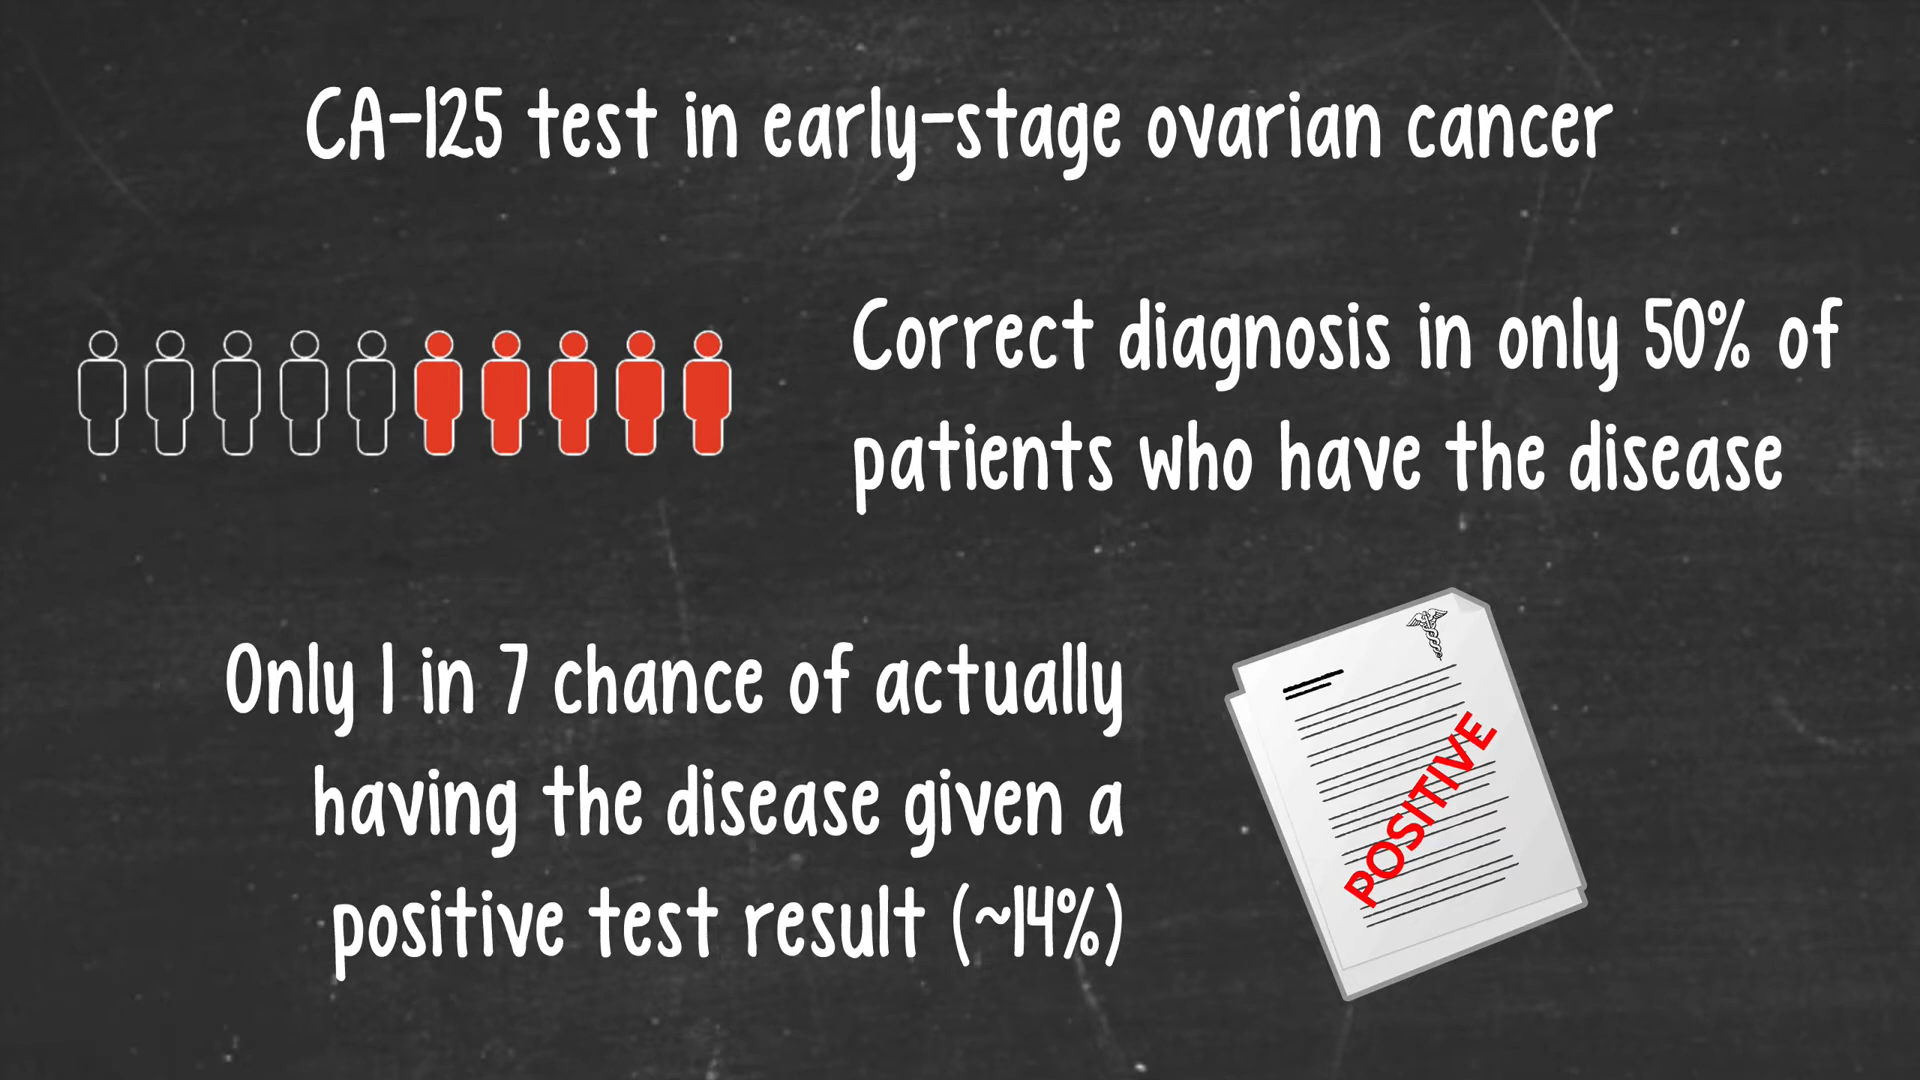 CA-125 test in early-stage ovarian cancer
Correct diagnosis in only 50% of
patients who have the disease
Only 1 in 7 chance of actually
having the disease given a
positive test result (~14%)
POSITIVE